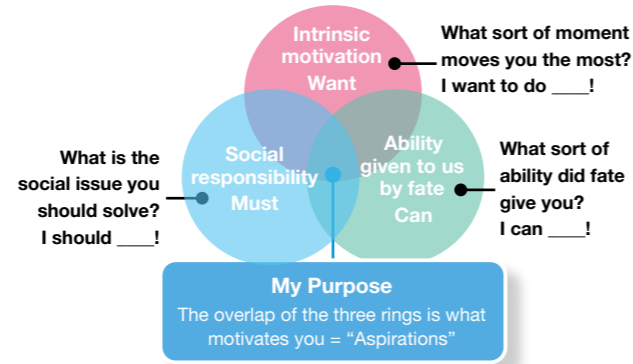 Intrinsic
motivation
Want
What sort of moment
moves you the most?
I want to do ____!
Social
responsibility
Must
What is the
social issue you
should solve?
I should ____!
Ability
given to us
by fate
Can
What sort of
ability did fate
give you?
I can ____!
My Purpose
The overlap of the three rings is what
motivates you = “Aspirations”